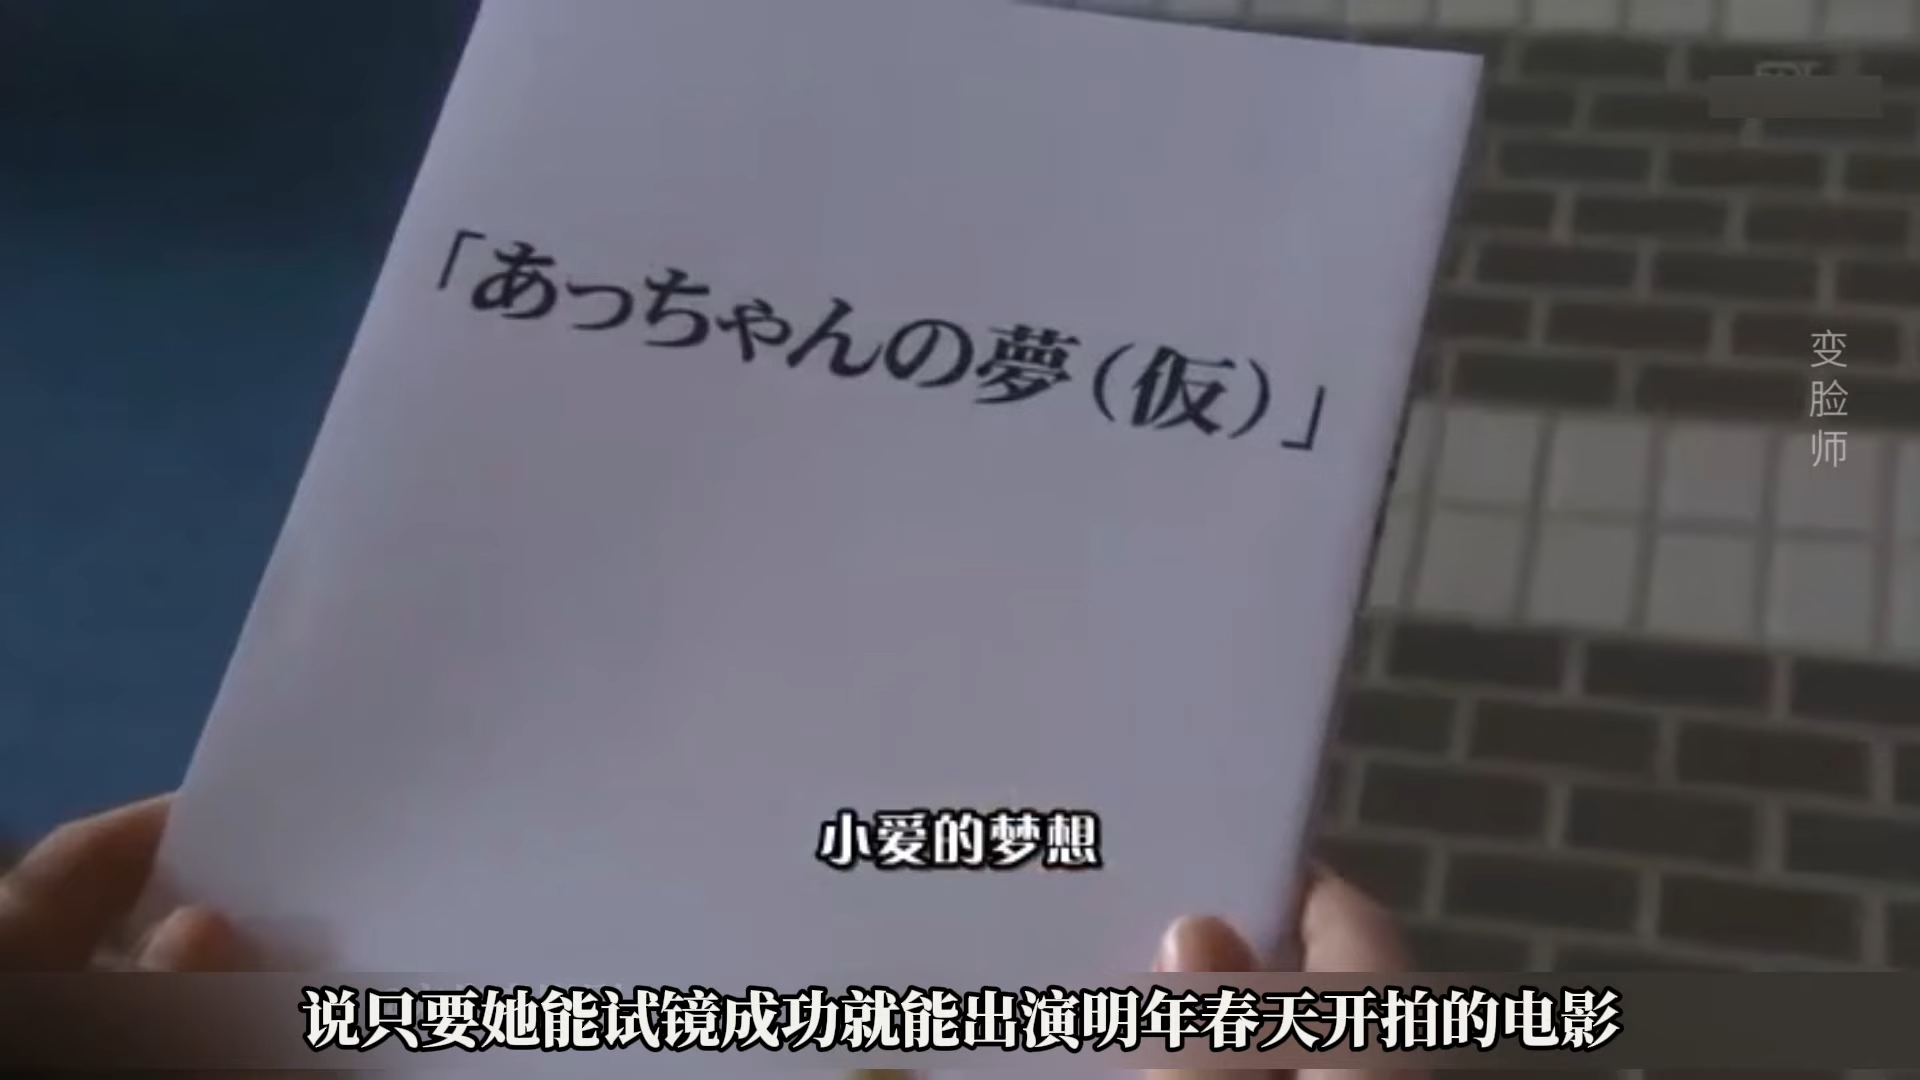 「あっちゃんの夢(仮)」
变脸师
小爱的梦想
说只要她能试镜成功就能出演明年春天开拍的电影